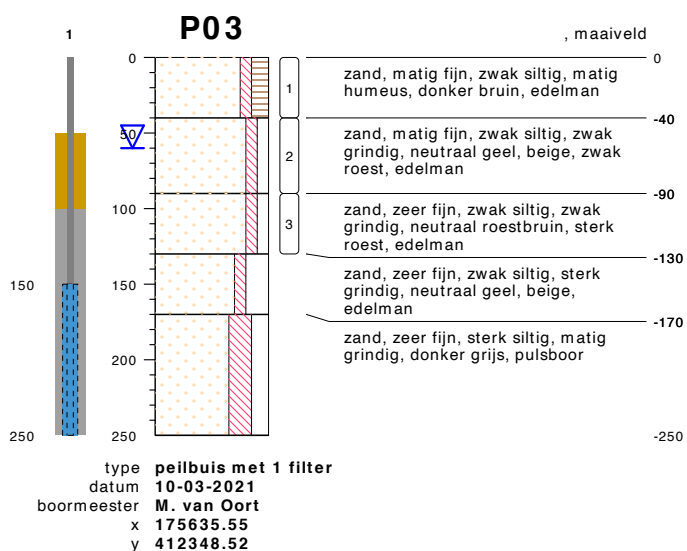 P03
1
, maaiveld
0
0
1
zand, matig fijn, zwak siltig, matig
humeus, donker bruin, edelman
-40
50
2
zand, matig fijn, zwak siltig, zwak
grindig, neutraal geel, beige, zwak
roest, edelman
-90
100
3
zand, zeer fijn, zwak siltig, zwak
grindig, neutraal roestbruin, sterk
roest, edelman
-130
150
150
zand, zeer fijn, zwak siltig, sterk
grindig, neutraal geel, beige,
edelman
-170
zand, zeer fijn, sterk siltig, matig
grindig, donker grijs, pulsboor
200
250
250
-250
type peilbuis met 1 filter
datum 10-03-2021
boormeester M. van Oort
x 175635.55
y 412348.52